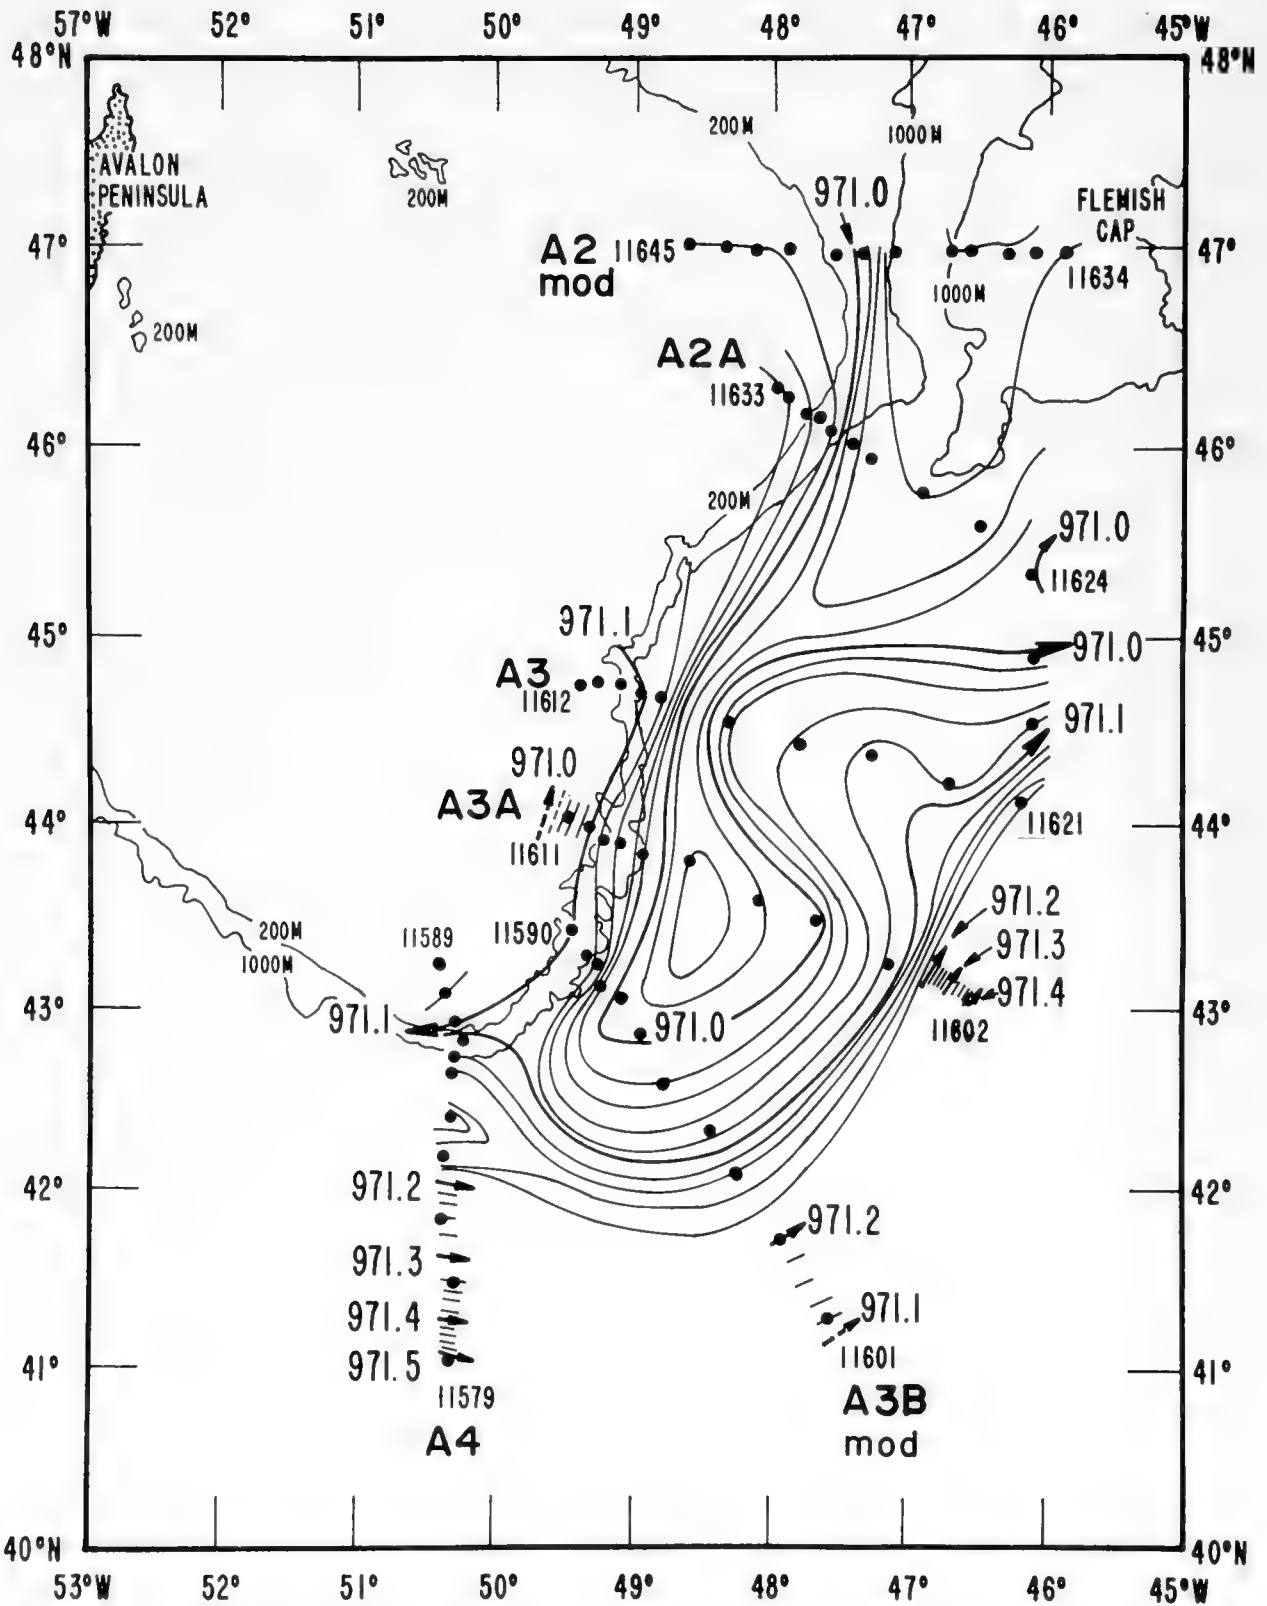 57°W 52° 51° 50° 49° 48° 47° 46° 45°W
48°N 48°N
200M 1000M
AVALON
PENINSULA
200M
971.0
FLEMISH
CAP
47° 47°
A2 11645
mod
11634
1000M
200M
A2A
11633
46° 46°
200M
971.0
11624
971.1
45° 45°
971.0
A3
11612
971.1
971.0
A3A
44° 44°
11611
11621
971.2
200M
11589 11590
971.3
1000M
971.4
43° 43°
971.1
971.0
11602
42° 42°
971.2
971.2
971.3
971.4
971.1
971.5
11601
41° 41°
11579
A3B
mod
A4
40°N 40°N
53°W 52° 51° 50° 49° 48° 47° 46° 45°W